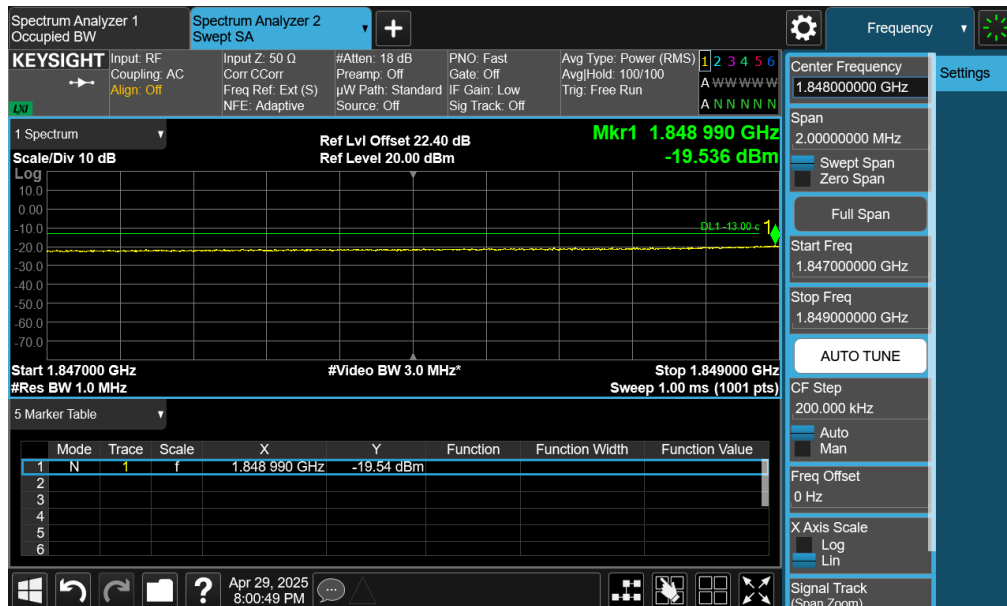 Spectrum Analyzer 1
Occupied BW
Spectrum Analyzer 2
Swept SA
Frequency
KEYSIGHT
LXI
Input: RF
Coupling: AC
Align: Off
Input Z: 50 Ω
Corr CCorr
Freq Ref: Ext (S)
NFE: Adaptive
#Atten: 18 dB
Preamp: Off
µW Path: Standard
Source: Off
PNO: Fast
Gate: Off
IF Gain: Low
Sig Track: Off
Avg Type: Power (RMS)
Avg|Hold: 100/100
Trig: Free Run
1 2 3 4 5 6
A W W W W W
A N N N N N
1 Spectrum
Scale/Div 10 dB
Ref Lvl Offset 22.40 dB
Ref Level 20.00 dBm
Mkr1 1.848 990 GHz
-19.536 dBm
Log
10.0
0.00
-10.0
-20.0
-30.0
-40.0
-50.0
-60.0
-70.0
DL1 -13.00 c
1
Start 1.847000 GHz
#Res BW 1.0 MHz
#Video BW 3.0 MHz*
Stop 1.849000 GHz
Sweep 1.00 ms (1001 pts)
5 Marker Table
Mode Trace Scale X Y Function Function Width Function Value
1 N 1 f 1.848 990 GHz -19.54 dBm
2
3
4
5
6
Apr 29, 2025
8:00:49 PM
Center Frequency
1.848000000 GHz
Span
2.00000000 MHz
Swept Span
Zero Span
Full Span
Start Freq
1.847000000 GHz
Stop Freq
1.849000000 GHz
AUTO TUNE
CF Step
200.000 kHz
Auto
Man
Freq Offset
0 Hz
X Axis Scale
Log
Lin
Signal Track
(Span Zoom)
Settings